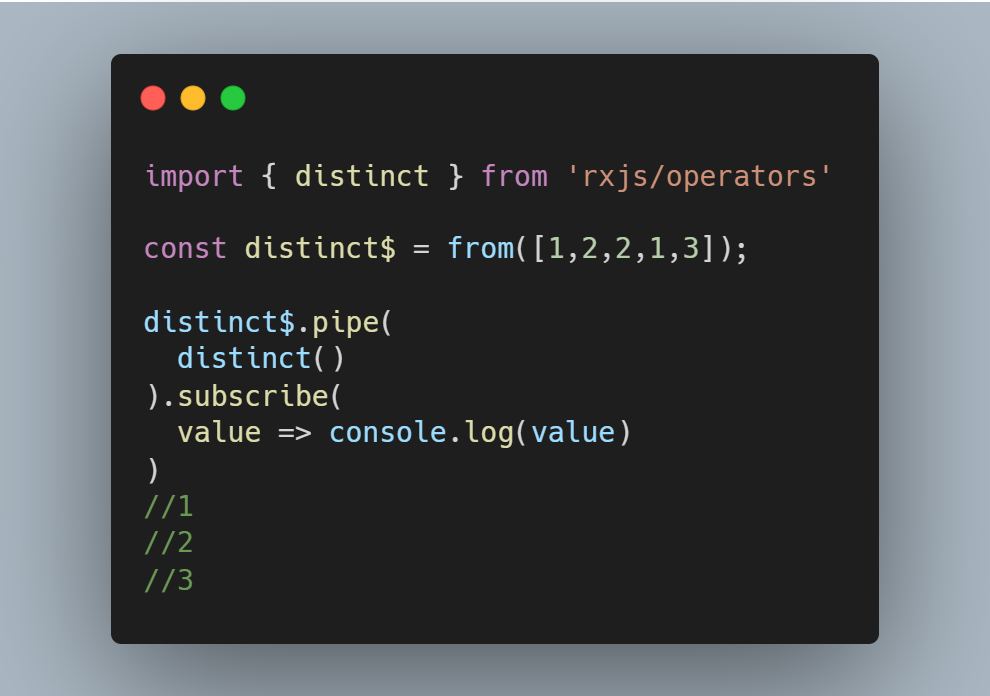 import { distinct } from 'rxjs/operators'
const distinct$ = from([1,2,2,1,3]);
distinct$.pipe(
  distinct()
).subscribe(
  value => console.log(value)
)
//1
//2
//3